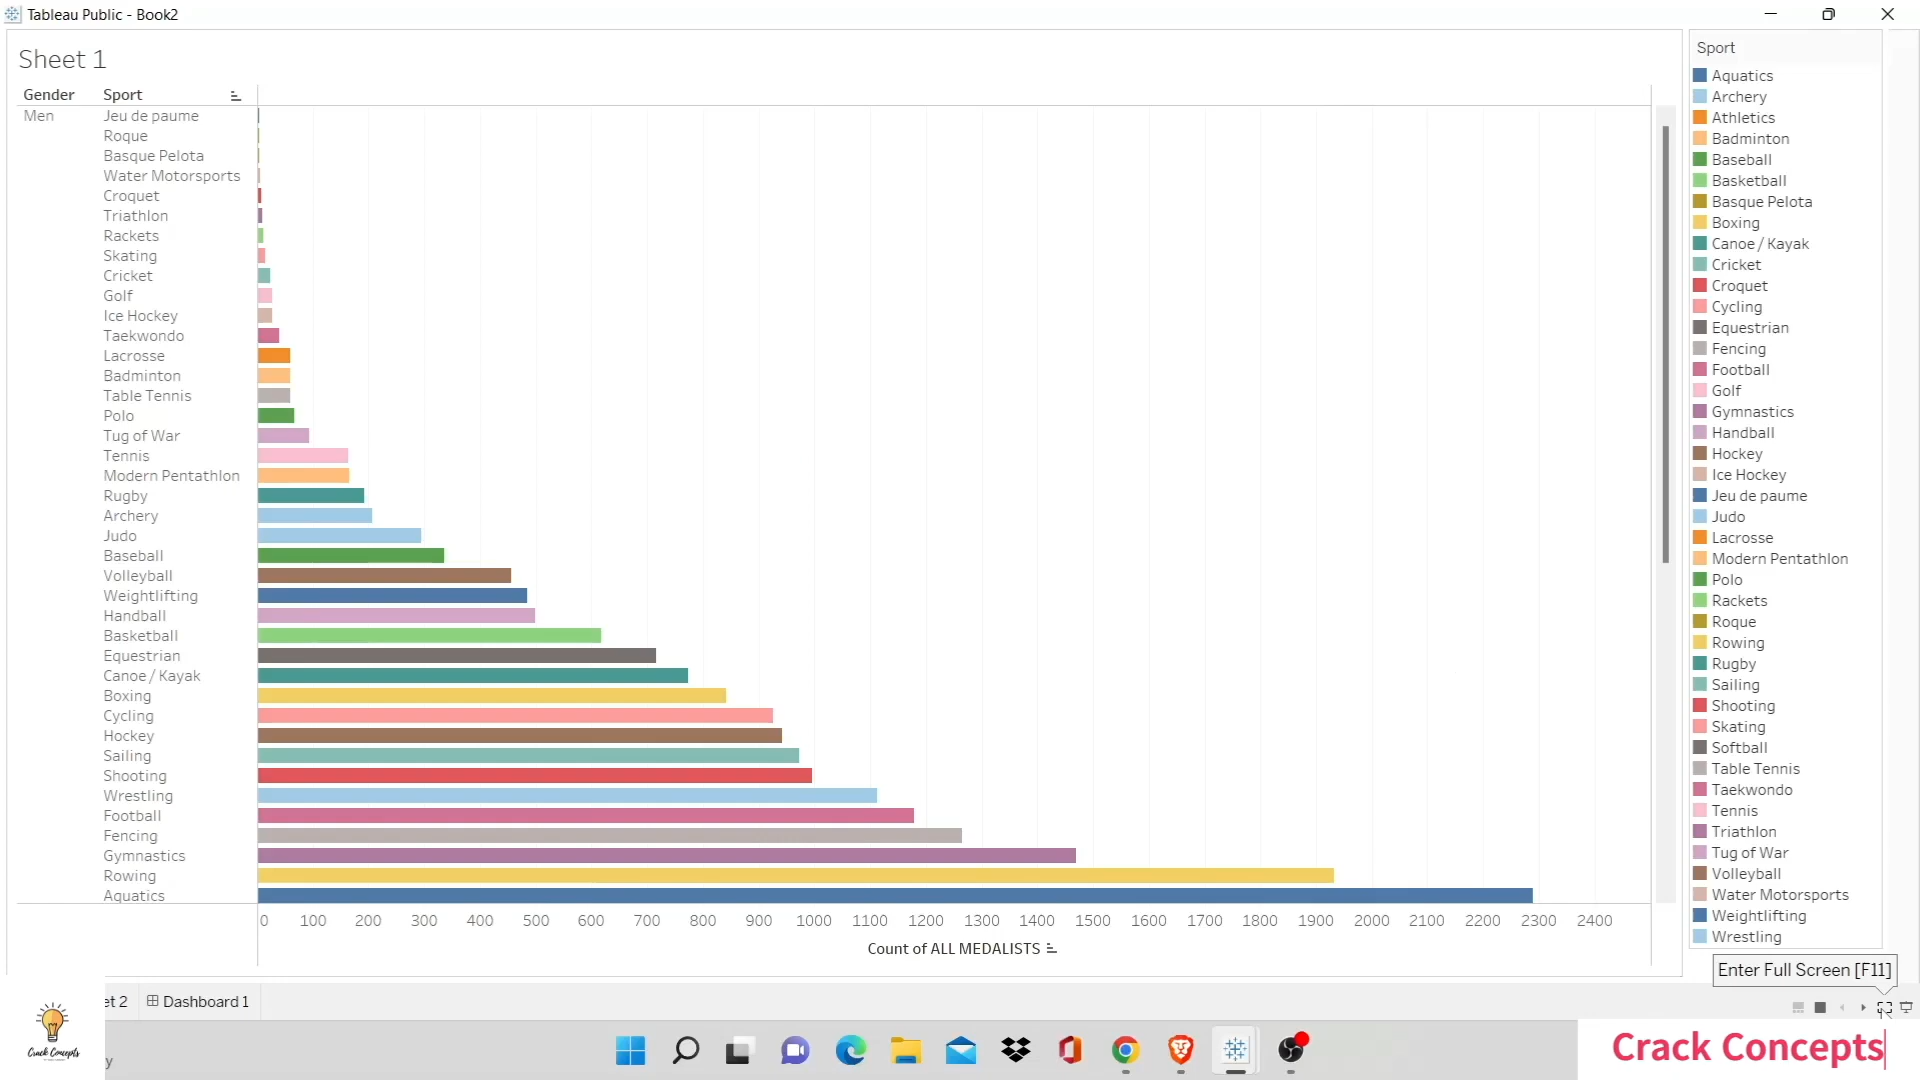 Tableau Public - Book2
Sheet 1
Gender Sport
Men Jeu de paume
Roque
Basque Pelota
Water Motorsports
Croquet
Triathlon
Rackets
Skating
Cricket
Golf
Ice Hockey
Taekwondo
Lacrosse
Badminton
Table Tennis
Polo
Tug of War
Tennis
Modern Pentathlon
Rugby
Archery
Judo
Baseball
Volleyball
Weightlifting
Handball
Basketball
Equestrian
Canoe / Kayak
Boxing
Cycling
Hockey
Sailing
Shooting
Wrestling
Football
Fencing
Gymnastics
Rowing
Aquatics
0 100 200 300 400 500 600 700 800 900 1000 1100 1200 1300 1400 1500 1600 1700 1800 1900 2000 2100 2200 2300 2400
Count of ALL MEDALISTS
Sport
Aquatics
Archery
Athletics
Badminton
Baseball
Basketball
Basque Pelota
Boxing
Canoe / Kayak
Cricket
Croquet
Cycling
Equestrian
Fencing
Football
Golf
Gymnastics
Handball
Hockey
Ice Hockey
Jeu de paume
Judo
Lacrosse
Modern Pentathlon
Polo
Rackets
Roque
Rowing
Rugby
Sailing
Shooting
Skating
Softball
Table Tennis
Taekwondo
Tennis
Triathlon
Tug of War
Volleyball
Water Motorsports
Weightlifting
Wrestling
Enter Full Screen [F11]
et 2 Dashboard 1
Crack Concepts
y
Crack Concepts